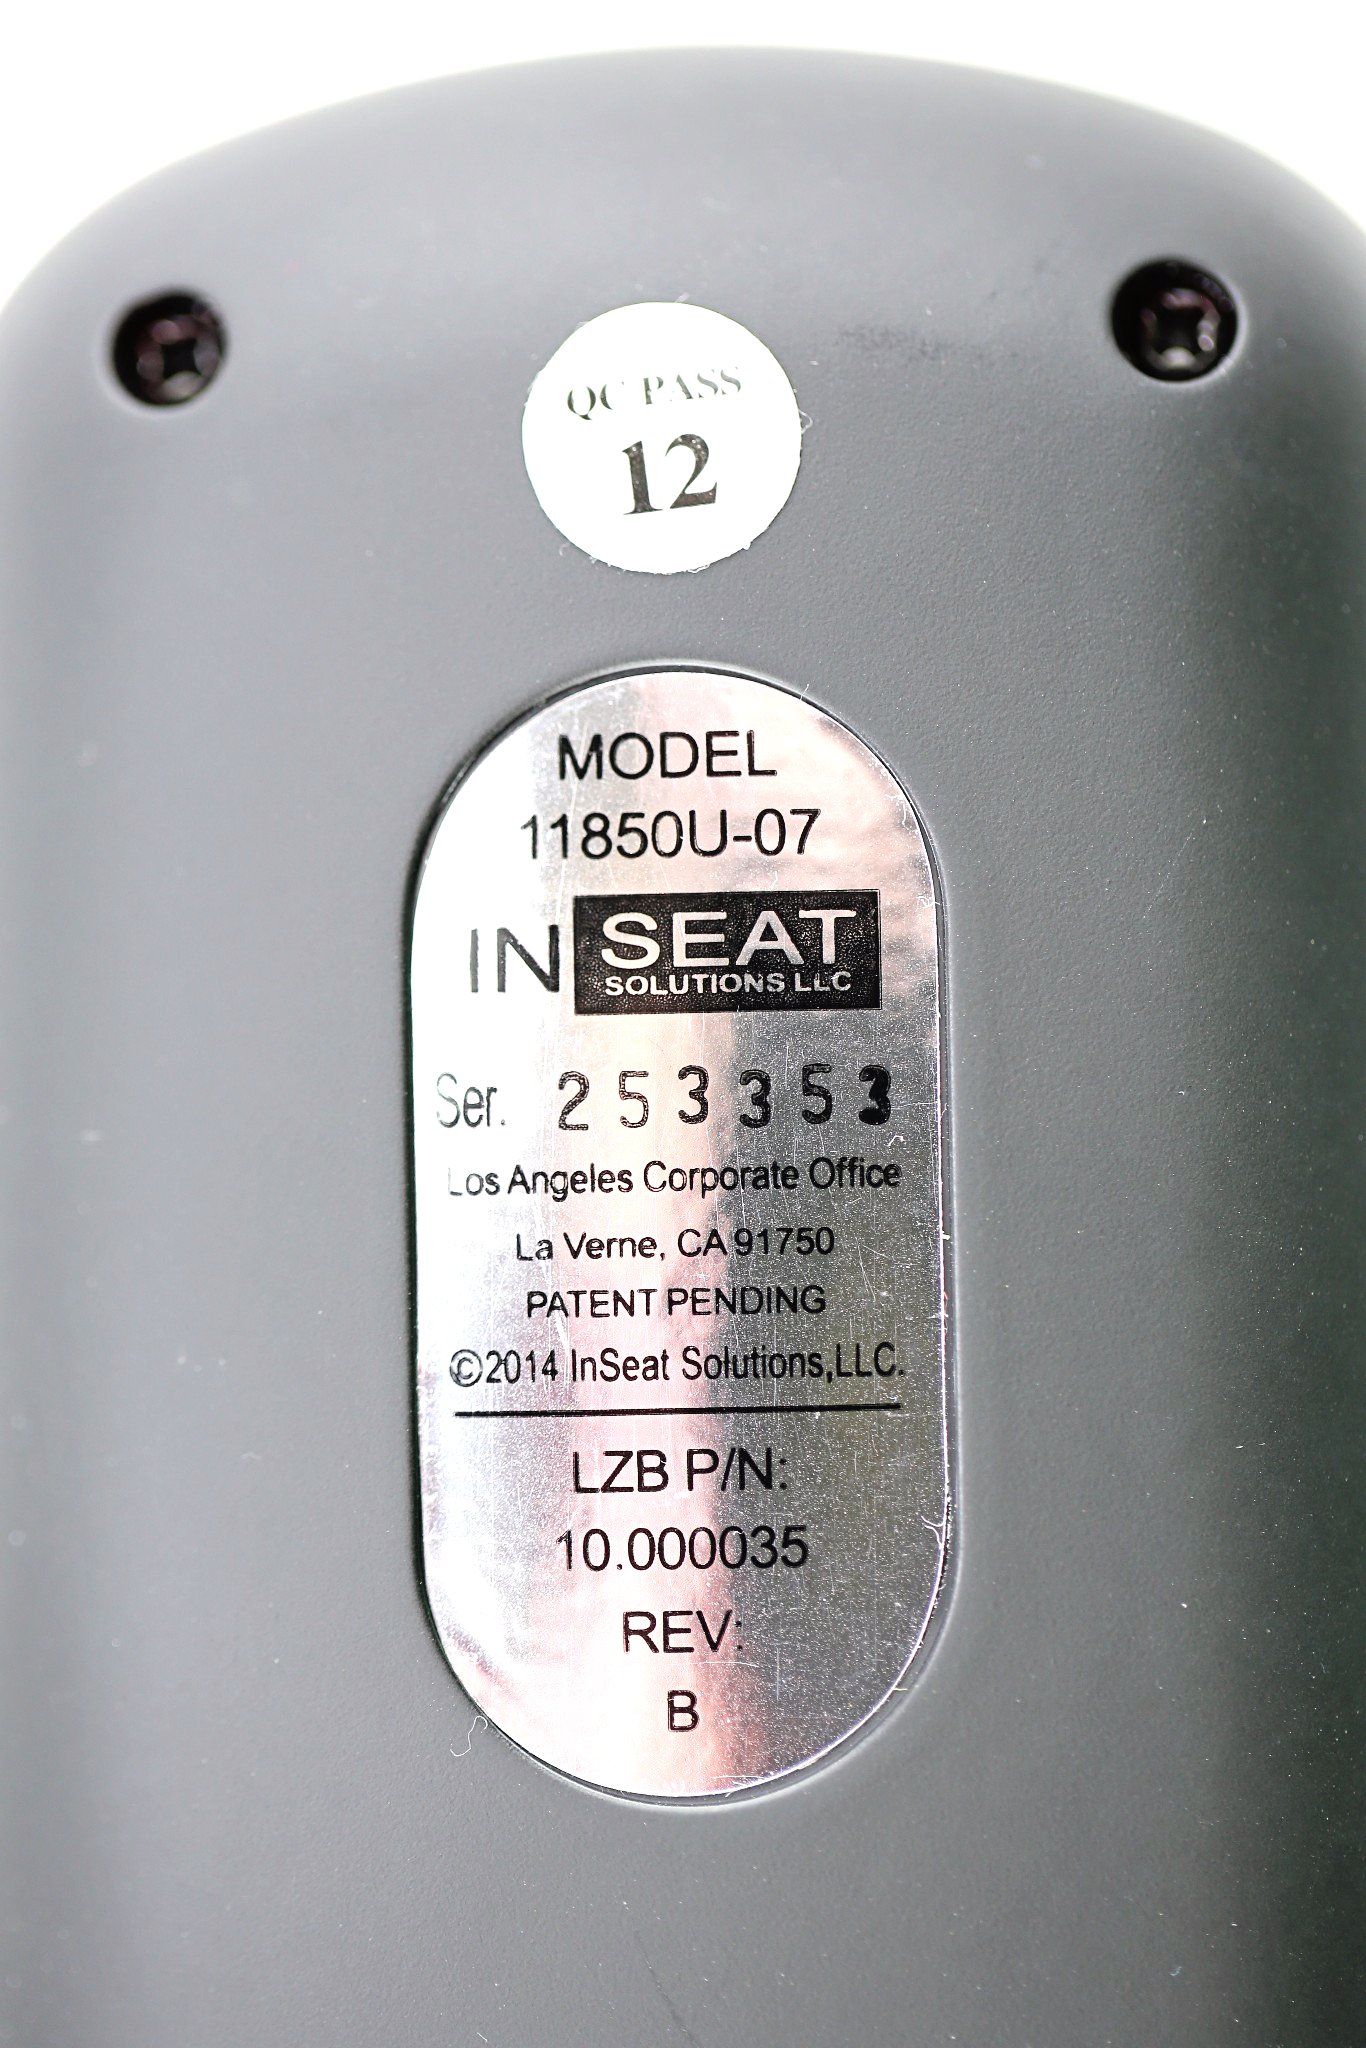 QC PASS
12
MODEL
11850U-07
IN SEAT
SOLUTIONS LLC
Ser. 253353
Los Angeles Corporate Office
La Verne, CA 91750
PATENT PENDING
©2014 InSeat Solutions,LLC.
LZB P/N:
10.000035
REV:
B